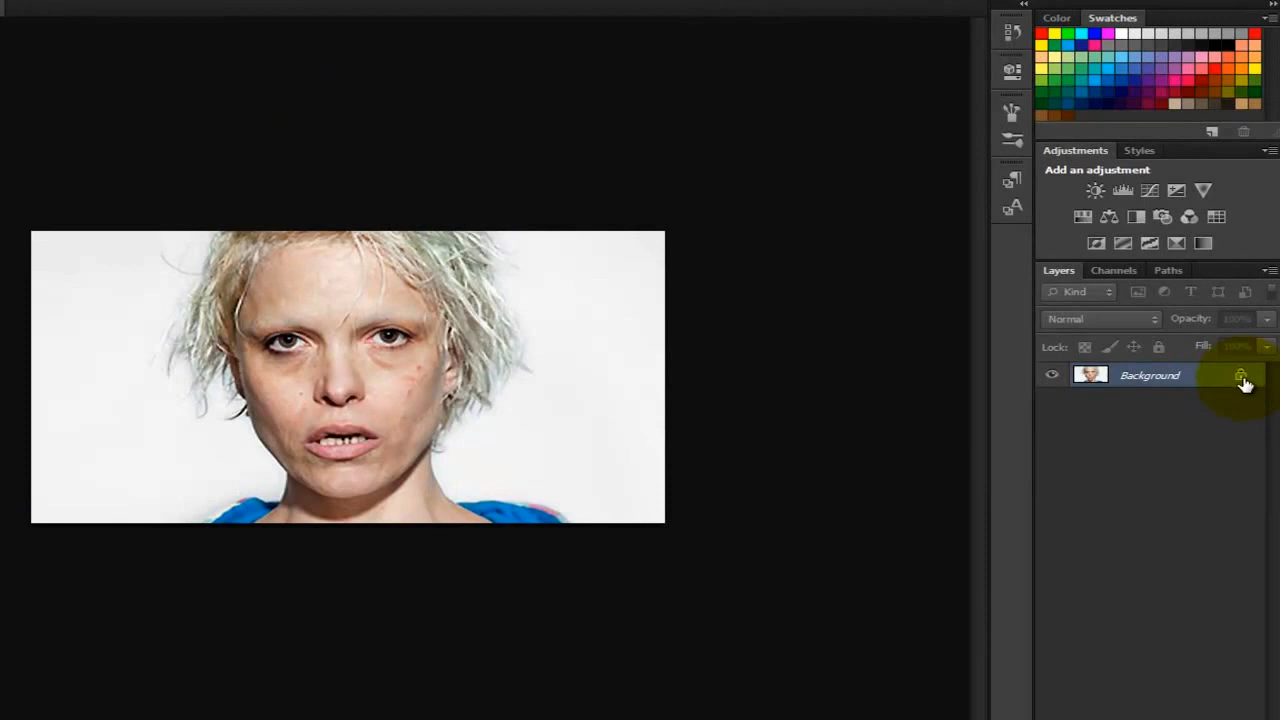 Color Swatches
Adjustments Styles
Add an adjustment
Layers Channels Paths
Kind
Normal Opacity: 100%
Lock: Fill: 100%
Background